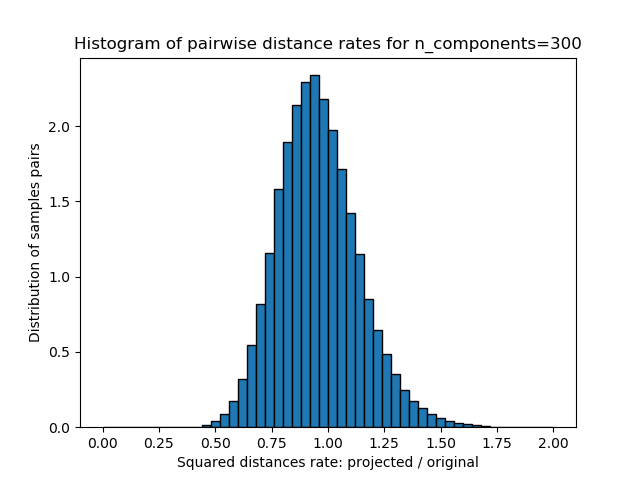 Histogram of pairwise distance rates for n_components=300
Distribution of samples pairs
2.0
1.5
1.0
0.5
0.0
0.00 0.25 0.50 0.75 1.00 1.25 1.50 1.75 2.00
Squared distances rate: projected / original